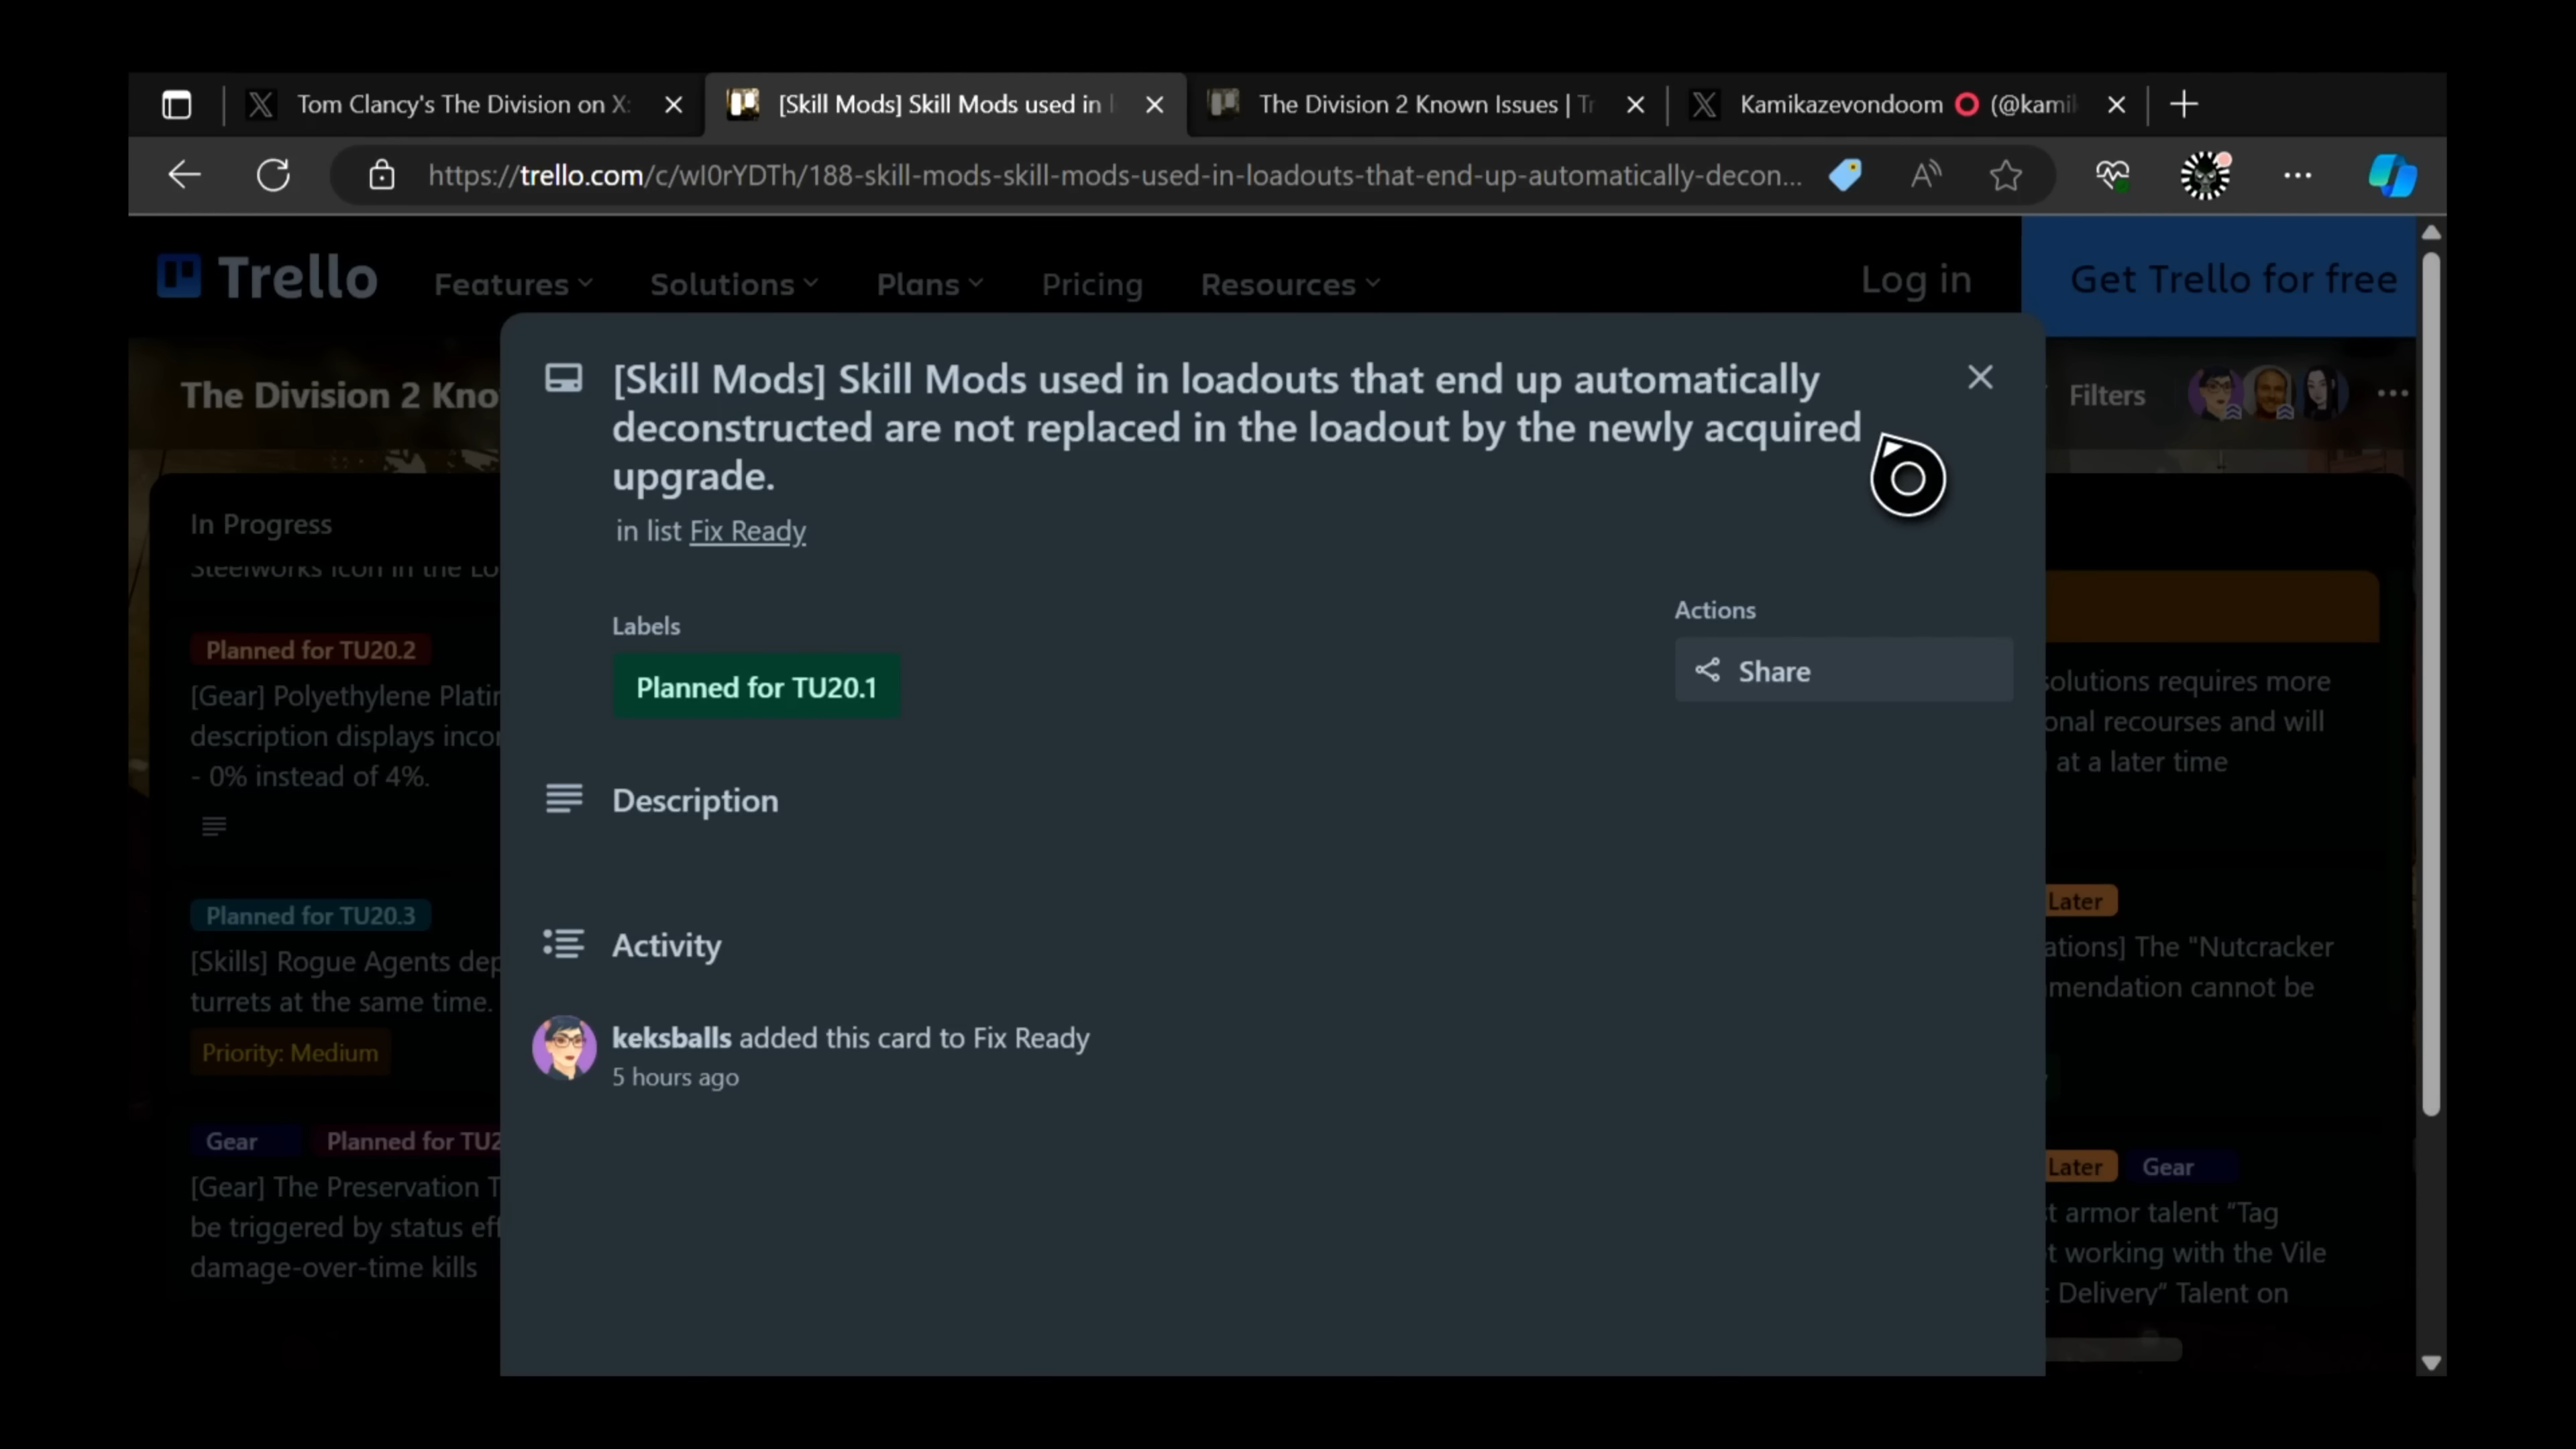 Tom Clancy's The Division on X:
[Skill Mods] Skill Mods used in
The Division 2 Known Issues |
Kamikazevondoom ⭕ (@kamil
https://trello.com/c/wI0rYDTh/188-skill-mods-skill-mods-used-in-loadouts-that-end-up-automatically-decon...
Trello
Features
Solutions
Plans
Pricing
Resources
Log in
Get Trello for free
The Division 2 Kno
Filters
[Skill Mods] Skill Mods used in loadouts that end up automatically
deconstructed are not replaced in the loadout by the newly acquired
upgrade.
in list Fix Ready
Labels
Planned for TU20.1
Actions
Share
Description
Activity
keksballs added this card to Fix Ready
5 hours ago
In Progress
Steelworks icon in the Lo
Planned for TU20.2
[Gear] Polyethylene Platin
description displays incor
- 0% instead of 4%.
Planned for TU20.3
[Skills] Rogue Agents dep
turrets at the same time.
Priority: Medium
Gear
Planned for TU2
[Gear] The Preservation T
be triggered by status eff
damage-over-time kills
solutions requires more
onal recourses and will
at a later time
Later
ations] The "Nutcracker
mendation cannot be
Later
Gear
t armor talent “Tag
t working with the Vile
Delivery” Talent on